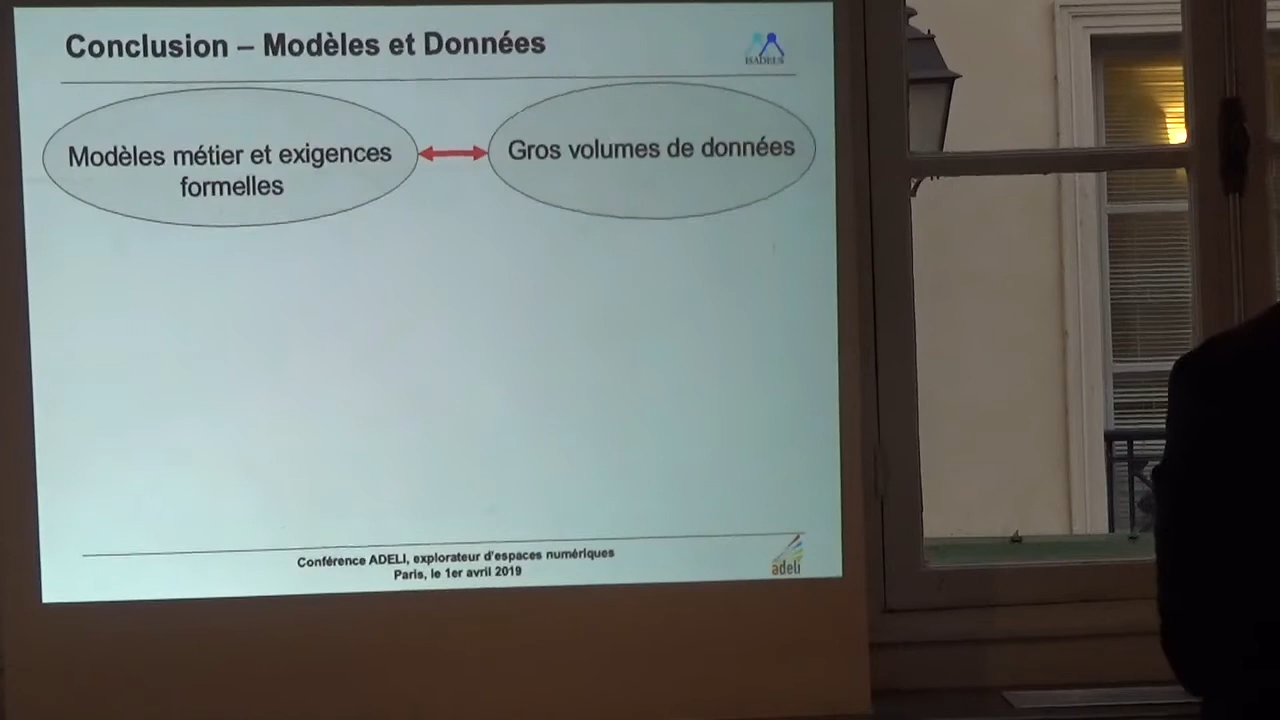 Conclusion – Modèles et Données
ISADEUS
Modèles métier et exigences
formelles
Gros volumes de données
Conférence ADELI, explorateur d'espaces numériques
Paris, le 1er avril 2019
adeli